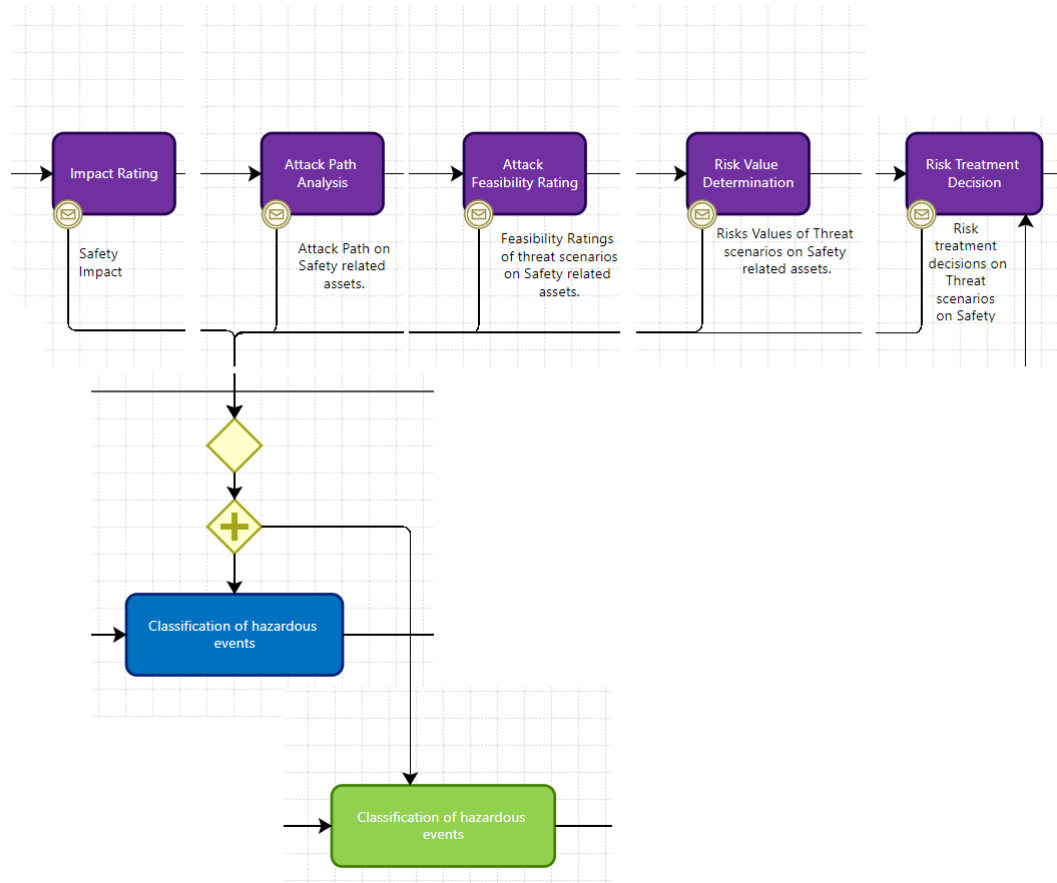 Impact Rating
Attack Path
Analysis
Attack
Feasibility Rating
Risk Value
Determination
Risk Treatment
Decision
Safety
Impact
Attack Path on
Safety related
assets.
Feasibility Ratings
of threat scenarios
on Safety related
assets.
Risks Values of Threat
scenarios on Safety
related assets.
Risk
treatment
decisions on
Threat
scenarios
on Safety
Classification of hazardous
events
Classification of hazardous
events